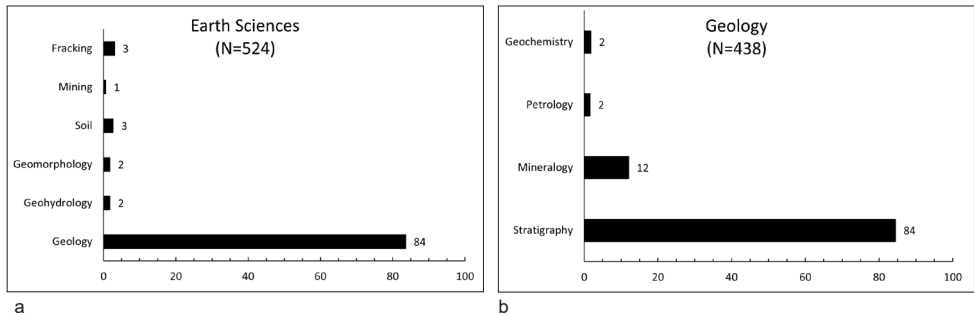 Earth Sciences
(N=524)
Fracking 3
Mining 1
Soil 3
Geomorphology 2
Geohydrology 2
Geology 84
0 20 40 60 80 100
a
Geology
(N=438)
Geochemistry 2
Petrology 2
Mineralogy 12
Stratigraphy 84
0 20 40 60 80 100
b